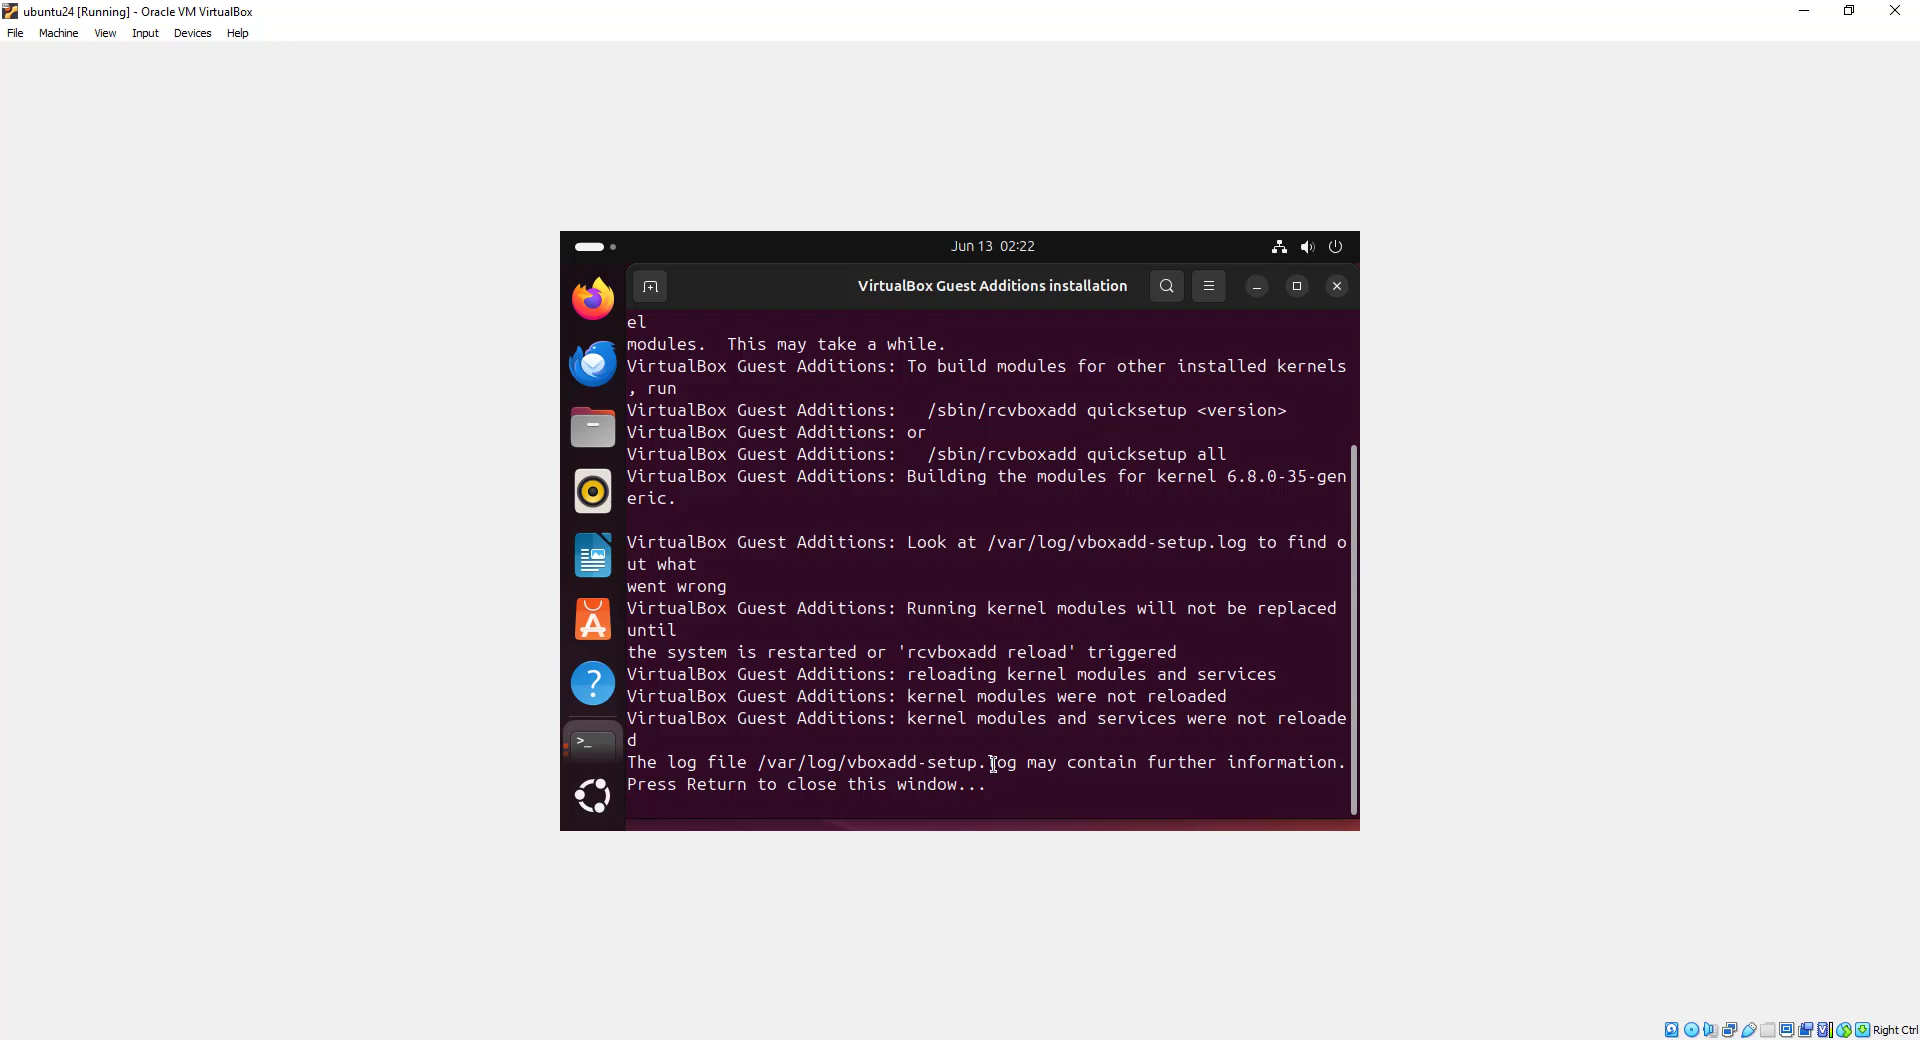 ubuntu24 [Running] - Oracle VM VirtualBox
File Machine View Input Devices Help
Jun 13 02:22
VirtualBox Guest Additions installation
el
modules.  This may take a while.
VirtualBox Guest Additions: To build modules for other installed kernels
, run
VirtualBox Guest Additions:   /sbin/rcvboxadd quicksetup <version>
VirtualBox Guest Additions: or
VirtualBox Guest Additions:   /sbin/rcvboxadd quicksetup all
VirtualBox Guest Additions: Building the modules for kernel 6.8.0-35-gen
eric.
VirtualBox Guest Additions: Look at /var/log/vboxadd-setup.log to find o
ut what
went wrong
VirtualBox Guest Additions: Running kernel modules will not be replaced
until
the system is restarted or 'rcvboxadd reload' triggered
VirtualBox Guest Additions: reloading kernel modules and services
VirtualBox Guest Additions: kernel modules were not reloaded
VirtualBox Guest Additions: kernel modules and services were not reloade
d
The log file /var/log/vboxadd-setup.log may contain further information.
Press Return to close this window...
Right Ctrl